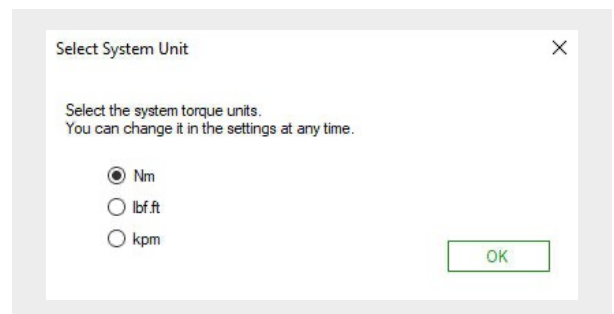 Select System Unit
Select the system torque units.
You can change it in the settings at any time.
Nm
lbf.ft
kpm
OK